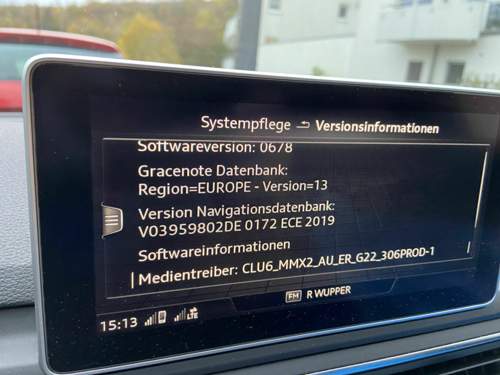 Systempflege Versionsinformationen
Softwareversion: 0678
Gracenote Datenbank:
Region=EUROPE - Version=13
Version Navigationsdatenbank:
V03959802DE 0172 ECE 2019
Softwareinformationen
Medientreiber: CLU6_MMX2_AU_ER_G22_306PROD-1
FM R WUPPER
15:13 LTE